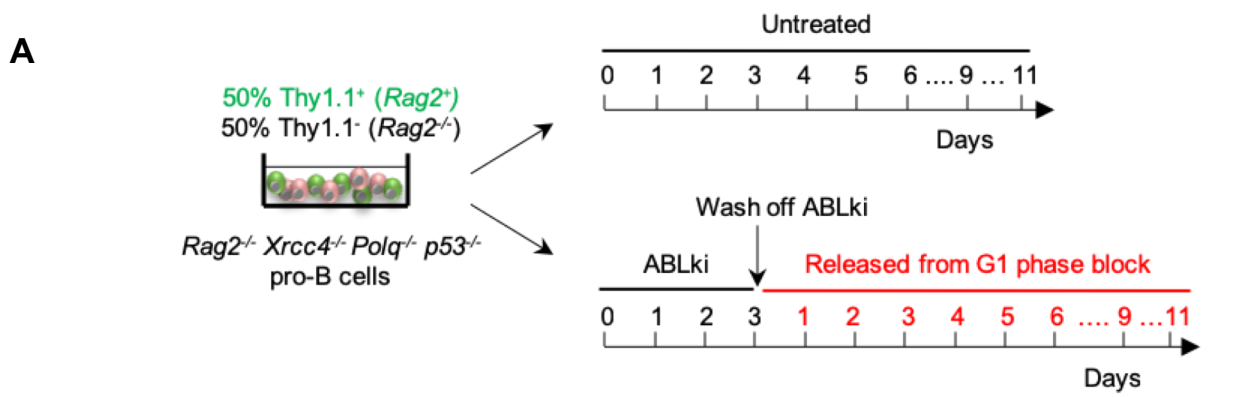 A
50% Thy1.1+ (Rag2+)
50% Thy1.1- (Rag2-/-)
Rag2-/- Xrcc4-/- Polq-/- p53-/-
pro-B cells
Untreated
0 1 2 3 4 5 6 .... 9 ... 11
Days
Wash off ABLki
ABLki Released from G1 phase block
0 1 2 3 1 2 3 4 5 6 .... 9 ...11
Days